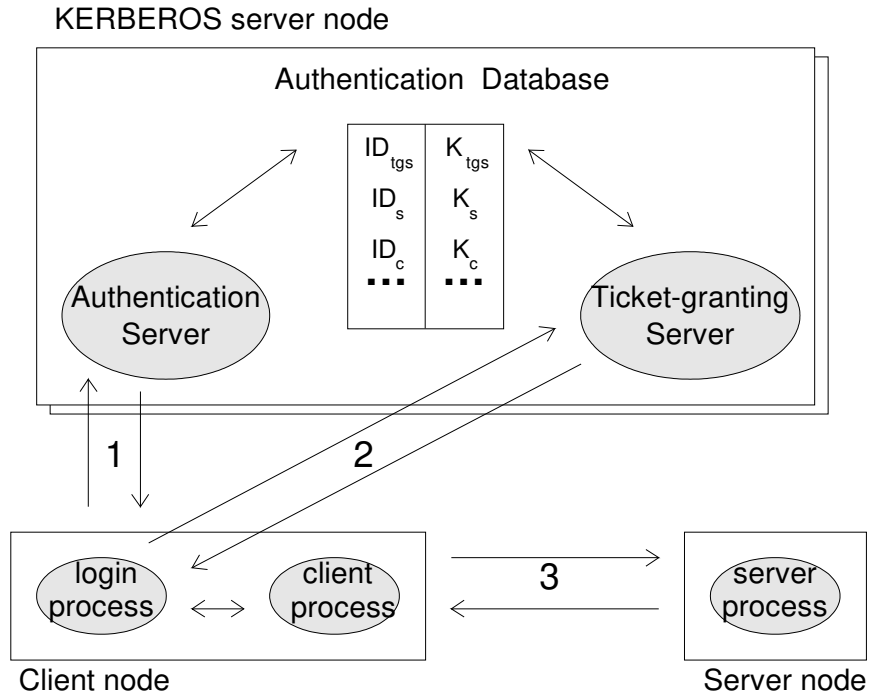 KERBEROS server node
Authentication Database
ID_tgs K_tgs
ID_s K_s
ID_c K_c
... ...
Authentication
Server
Ticket-granting
Server
1
2
login
process
client
process
3
server
process
Client node
Server node